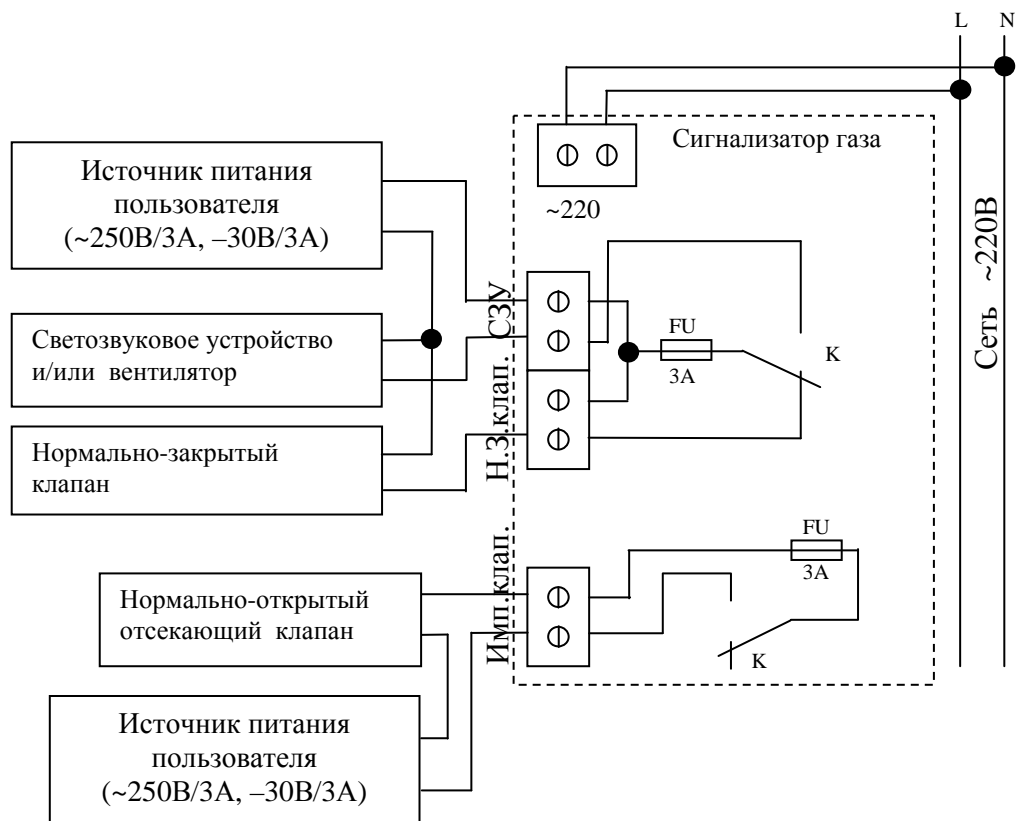 L N
Сигнализатор газа
~220
Сеть ~220В
Источник питания
пользователя
(~250В/3А, –30В/3А)
Светозвуковое устройство
и/или вентилятор
Нормально-закрытый
клапан
СЗУ
Н.З.клап.
FU
3А
К
Имп.клап.
FU
3А
К
Нормально-открытый
отсекающий клапан
Источник питания
пользователя
(~250В/3А, –30В/3А)